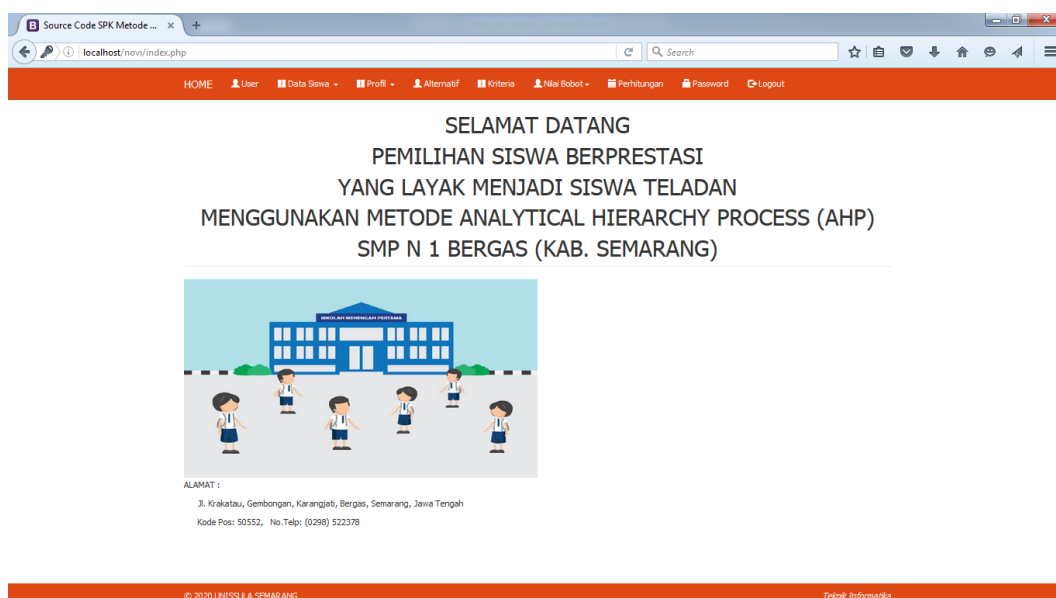 Source Code SPK Metode ...
localhost/novi/index.php
Search
HOME User Data Siswa Profil Alternatif Kriteria Nilai Bobot Perhitungan Password Logout
SELAMAT DATANG
PEMILIHAN SISWA BERPRESTASI
YANG LAYAK MENJADI SISWA TELADAN
MENGGUNAKAN METODE ANALYTICAL HIERARCHY PROCESS (AHP)
SMP N 1 BERGAS (KAB. SEMARANG)
SEKOLAH MENENGAH PERTAMA
ALAMAT :
Jl. Krakatau, Gembongan, Karangjati, Bergas, Semarang, Jawa Tengah
Kode Pos: 50552, No.Telp: (0298) 522378
© 2020 UNISSULA SEMARANG
Teknik Informatika